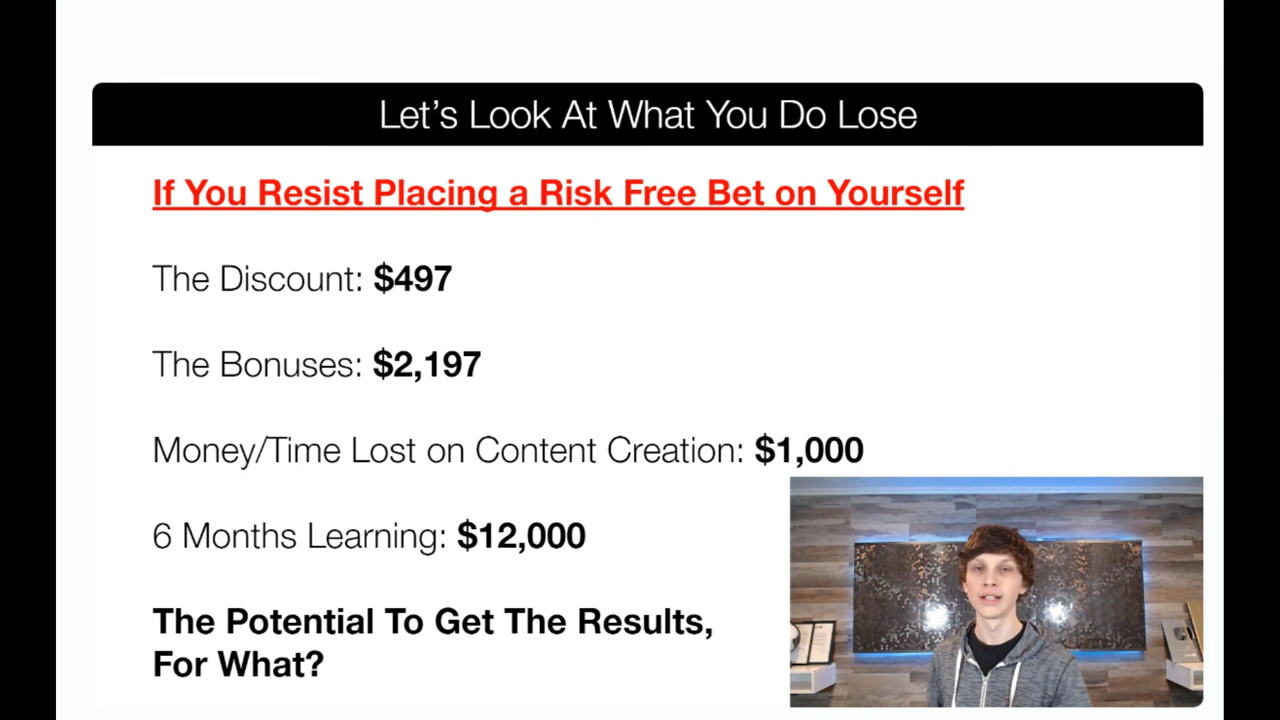 Let's Look At What You Do Lose
If You Resist Placing a Risk Free Bet on Yourself
The Discount: $497
The Bonuses: $2,197
Money/Time Lost on Content Creation: $1,000
6 Months Learning: $12,000
The Potential To Get The Results,
For What?